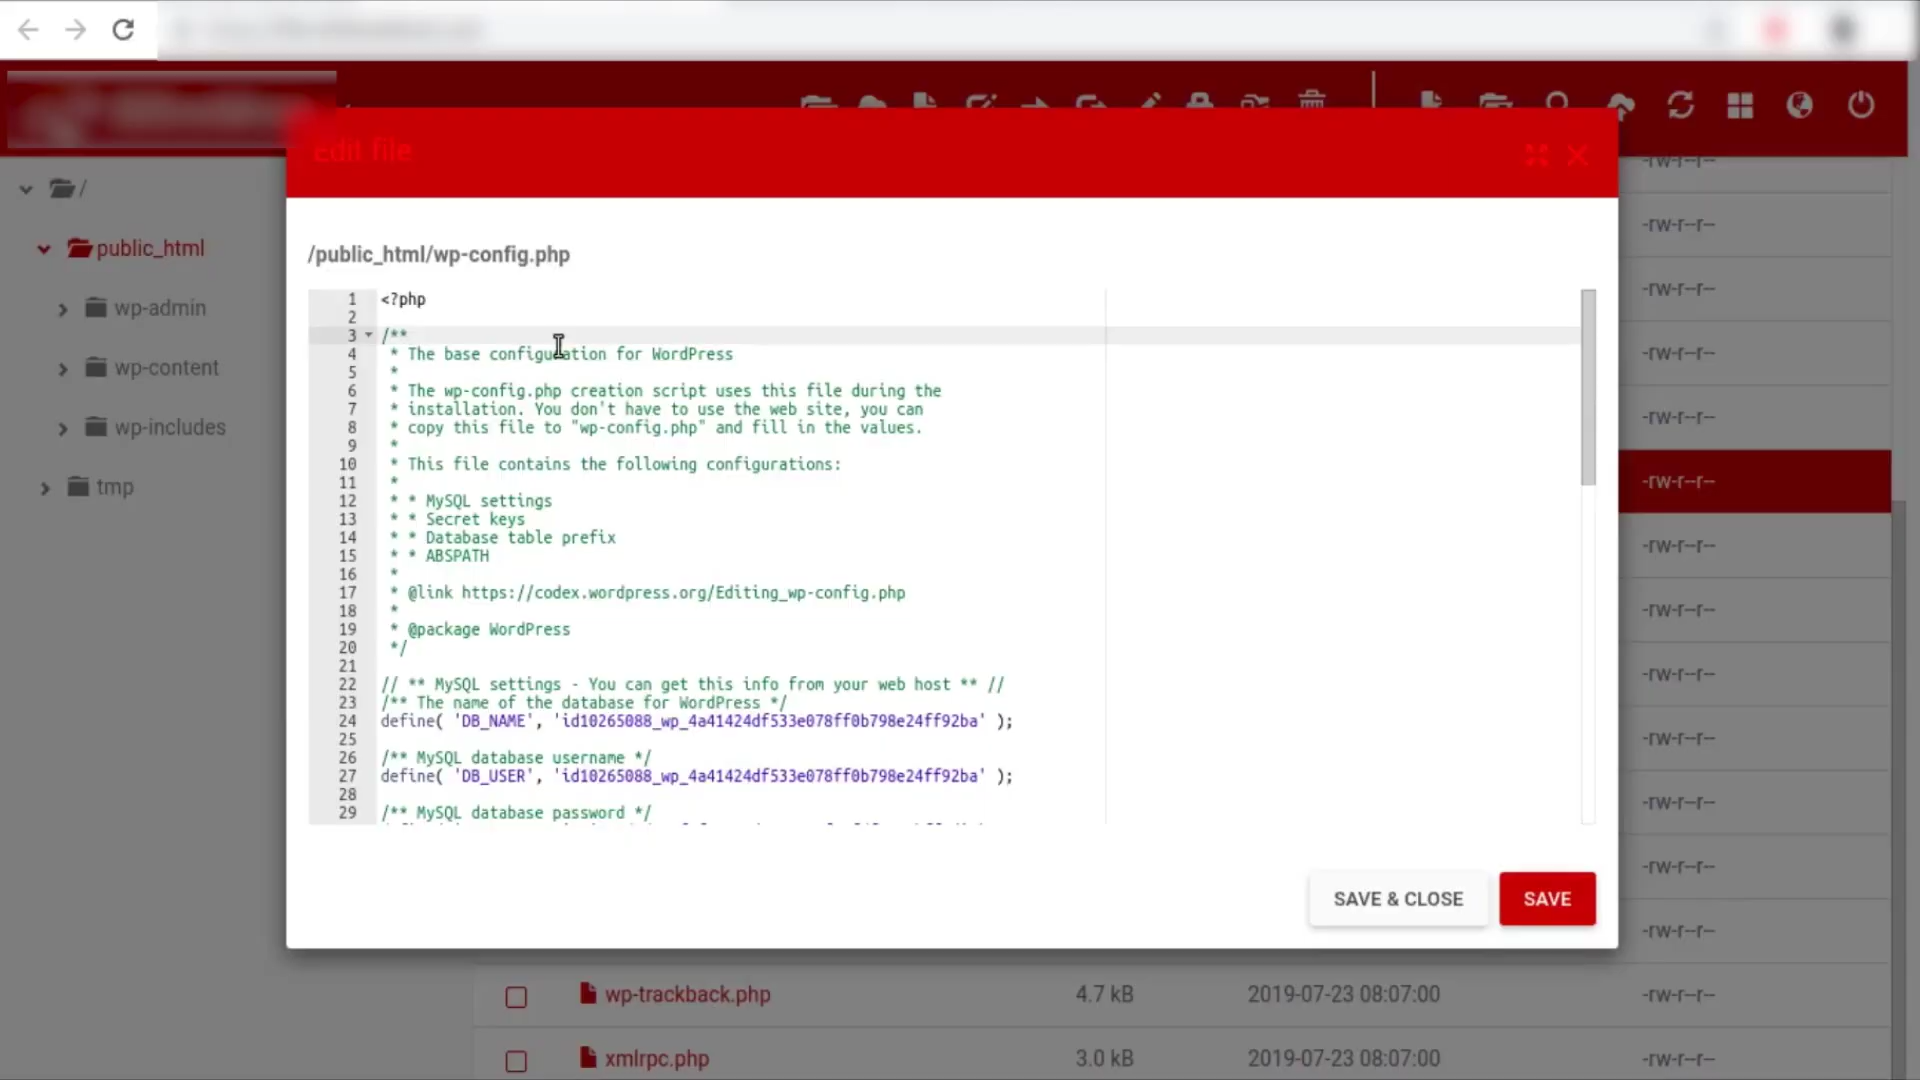 Edit file
/
public_html
wp-admin
wp-content
wp-includes
tmp
/public_html/wp-config.php
1 <?php
2
3 /**
4 * The base configuration for WordPress
5 *
6 * The wp-config.php creation script uses this file during the
7 * installation. You don't have to use the web site, you can
8 * copy this file to "wp-config.php" and fill in the values.
9 *
10 * This file contains the following configurations:
11 *
12 * * MySQL settings
13 * * Secret keys
14 * * Database table prefix
15 * * ABSPATH
16 *
17 * @link https://codex.wordpress.org/Editing_wp-config.php
18 *
19 * @package WordPress
20 */
21
22 // ** MySQL settings - You can get this info from your web host ** //
23 /** The name of the database for WordPress */
24 define( 'DB_NAME', 'id10265088_wp_4a41424df533e078ff0b798e24ff92ba' );
25
26 /** MySQL database username */
27 define( 'DB_USER', 'id10265088_wp_4a41424df533e078ff0b798e24ff92ba' );
28
29 /** MySQL database password */
SAVE & CLOSE
SAVE
-rw-r--r--
-rw-r--r--
-rw-r--r--
-rw-r--r--
-rw-r--r--
-rw-r--r--
-rw-r--r--
-rw-r--r--
-rw-r--r--
-rw-r--r--
-rw-r--r--
-rw-r--r--
-rw-r--r--
wp-trackback.php 4.7 kB 2019-07-23 08:07:00 -rw-r--r--
xmlrpc.php 3.0 kB 2019-07-23 08:07:00 -rw-r--r--